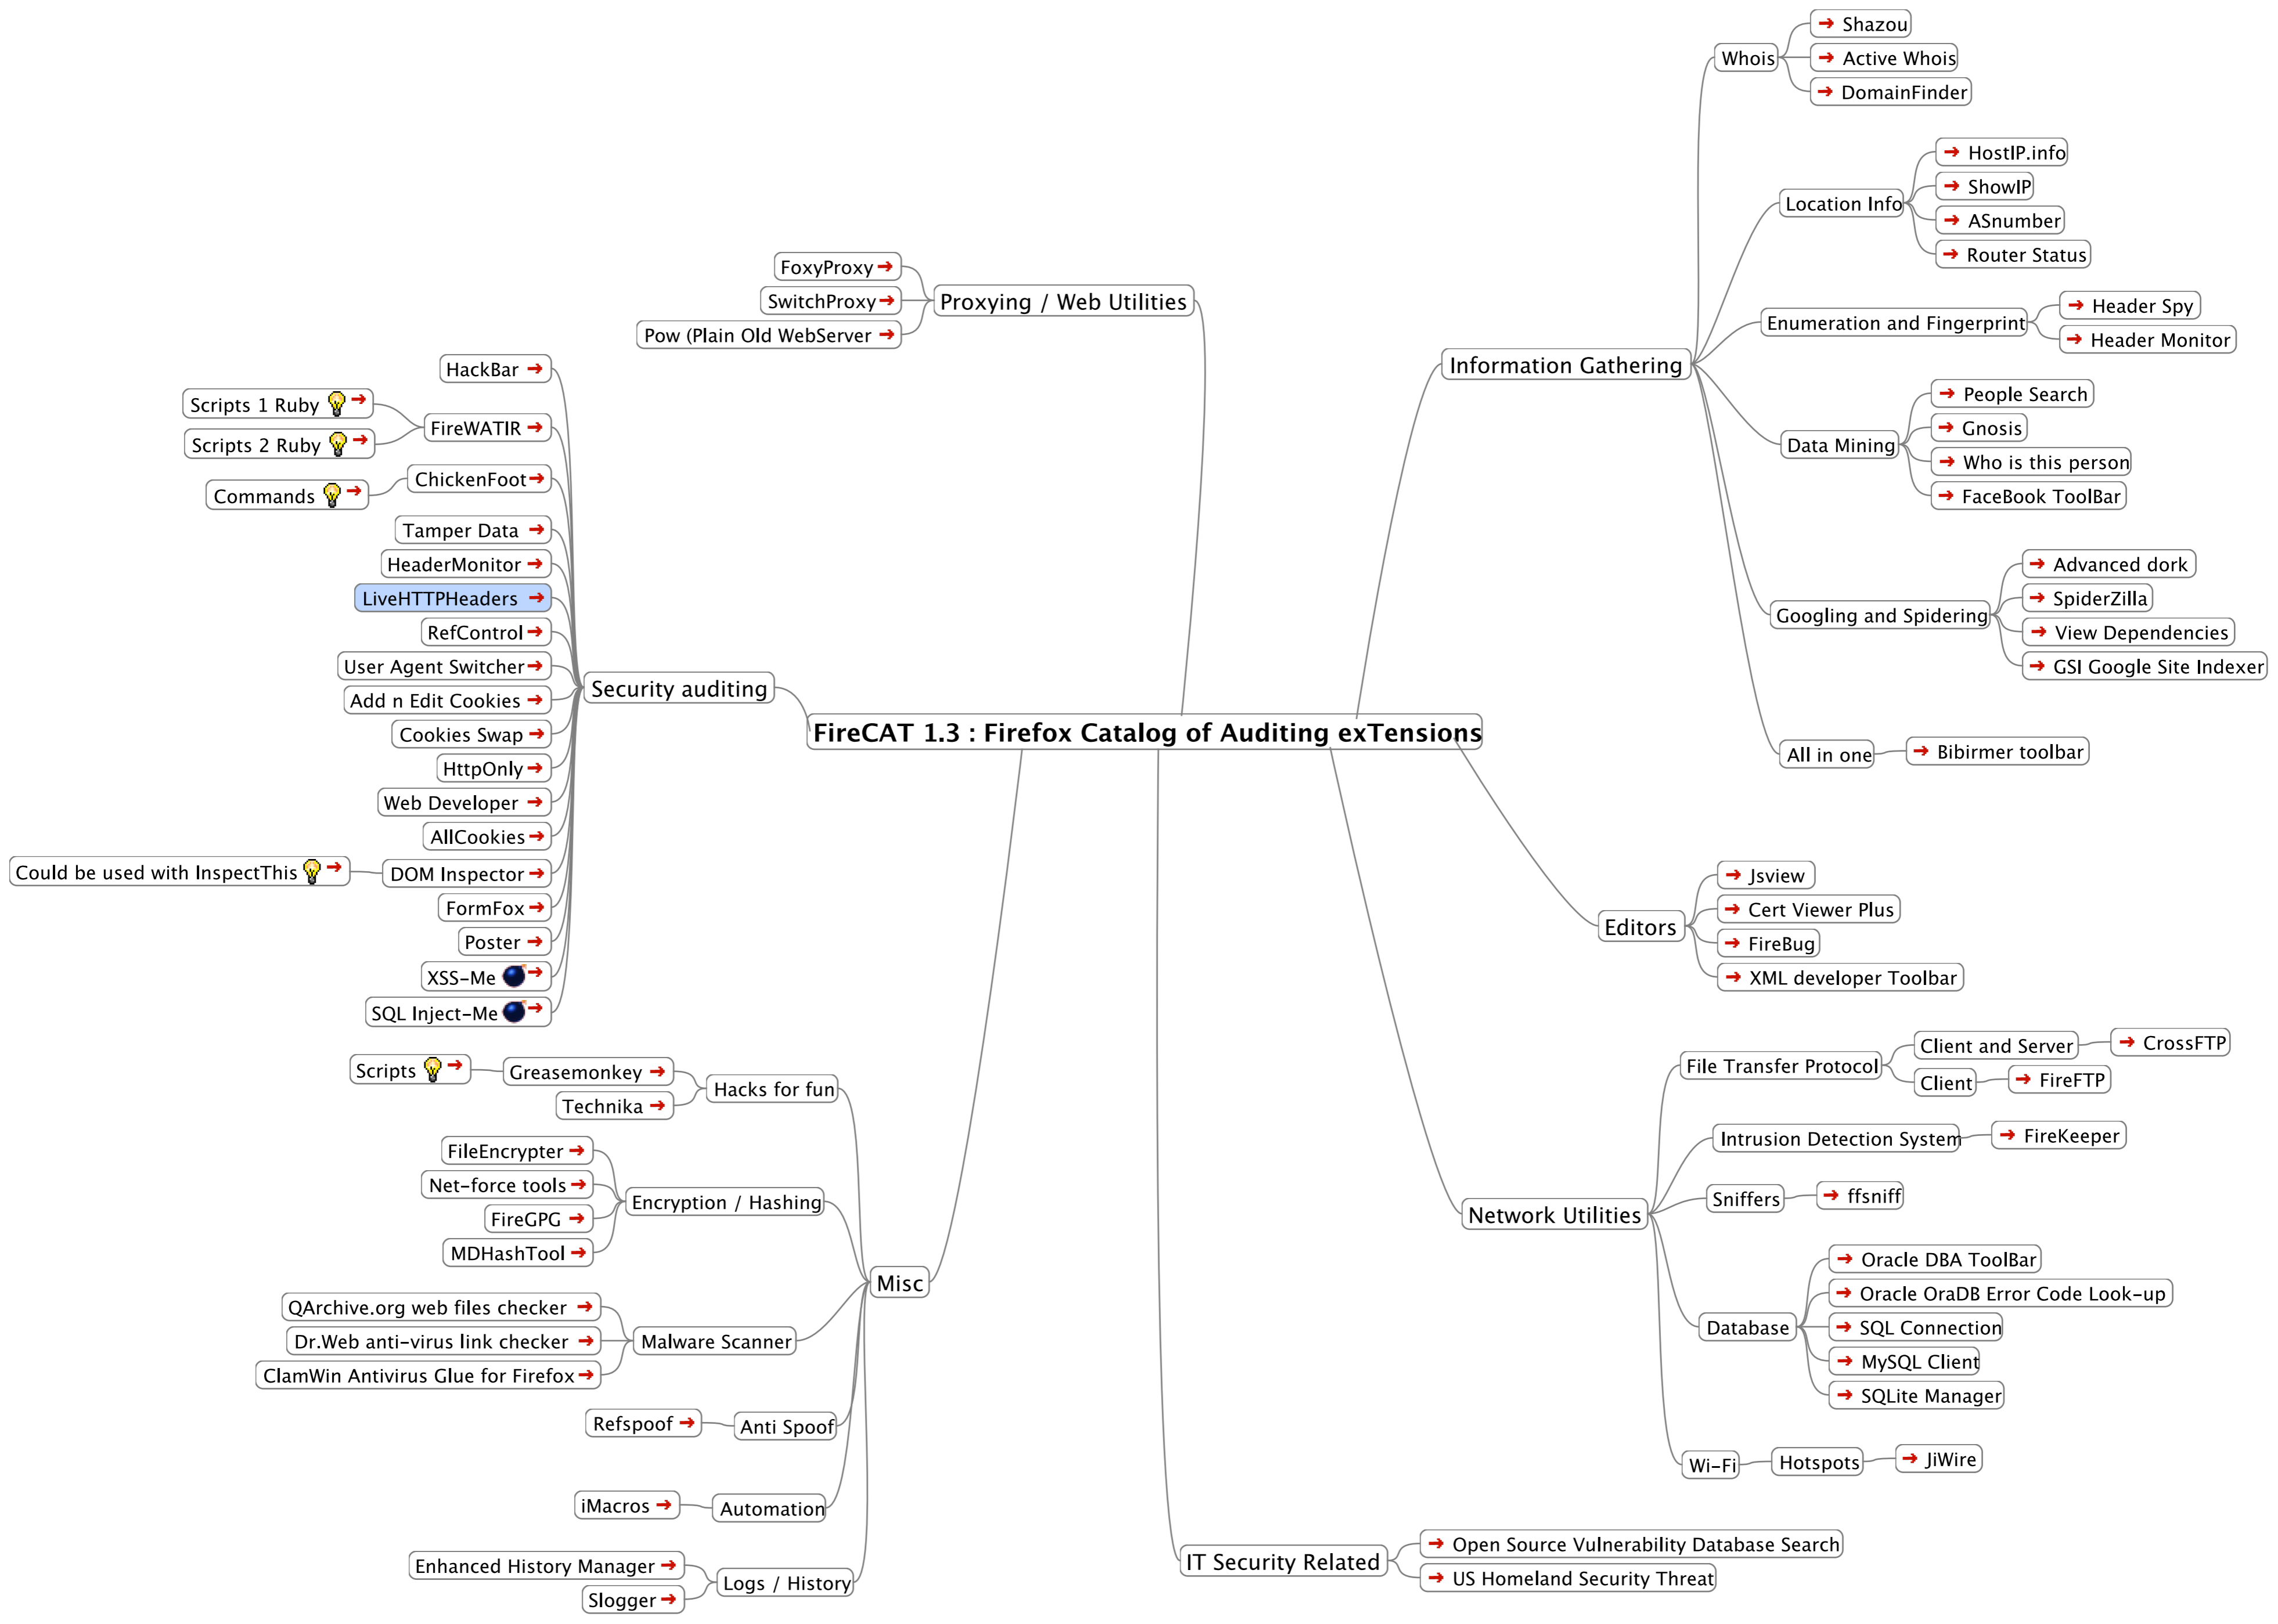 FireCAT 1.3 : Firefox Catalog of Auditing exTensions
Information Gathering
Whois
Shazou
Active Whois
DomainFinder
Location Info
HostIP.info
ShowIP
ASnumber
Router Status
Enumeration and Fingerprint
Header Spy
Header Monitor
Data Mining
People Search
Gnosis
Who is this person
FaceBook ToolBar
Googling and Spidering
Advanced dork
SpiderZilla
View Dependencies
GSI Google Site Indexer
All in one
Bibirmer toolbar
Editors
Jsview
Cert Viewer Plus
FireBug
XML developer Toolbar
Network Utilities
File Transfer Protocol
Client and Server
CrossFTP
Client
FireFTP
Intrusion Detection System
FireKeeper
Sniffers
ffsniff
Database
Oracle DBA ToolBar
Oracle OraDB Error Code Look-up
SQL Connection
MySQL Client
SQLite Manager
Wi-Fi
Hotspots
JiWire
IT Security Related
Open Source Vulnerability Database Search
US Homeland Security Threat
Proxying / Web Utilities
FoxyProxy
SwitchProxy
Pow (Plain Old WebServer
Security auditing
HackBar
FireWATIR
Scripts 1 Ruby
Scripts 2 Ruby
ChickenFoot
Commands
Tamper Data
HeaderMonitor
LiveHTTPHeaders
RefControl
User Agent Switcher
Add n Edit Cookies
Cookies Swap
HttpOnly
Web Developer
AllCookies
DOM Inspector
Could be used with InspectThis
FormFox
Poster
XSS-Me
SQL Inject-Me
Misc
Hacks for fun
Greasemonkey
Scripts
Technika
Encryption / Hashing
FileEncrypter
Net-force tools
FireGPG
MDHashTool
Malware Scanner
QArchive.org web files checker
Dr.Web anti-virus link checker
ClamWin Antivirus Glue for Firefox
Anti Spoof
Refspoof
Automation
iMacros
Logs / History
Enhanced History Manager
Slogger